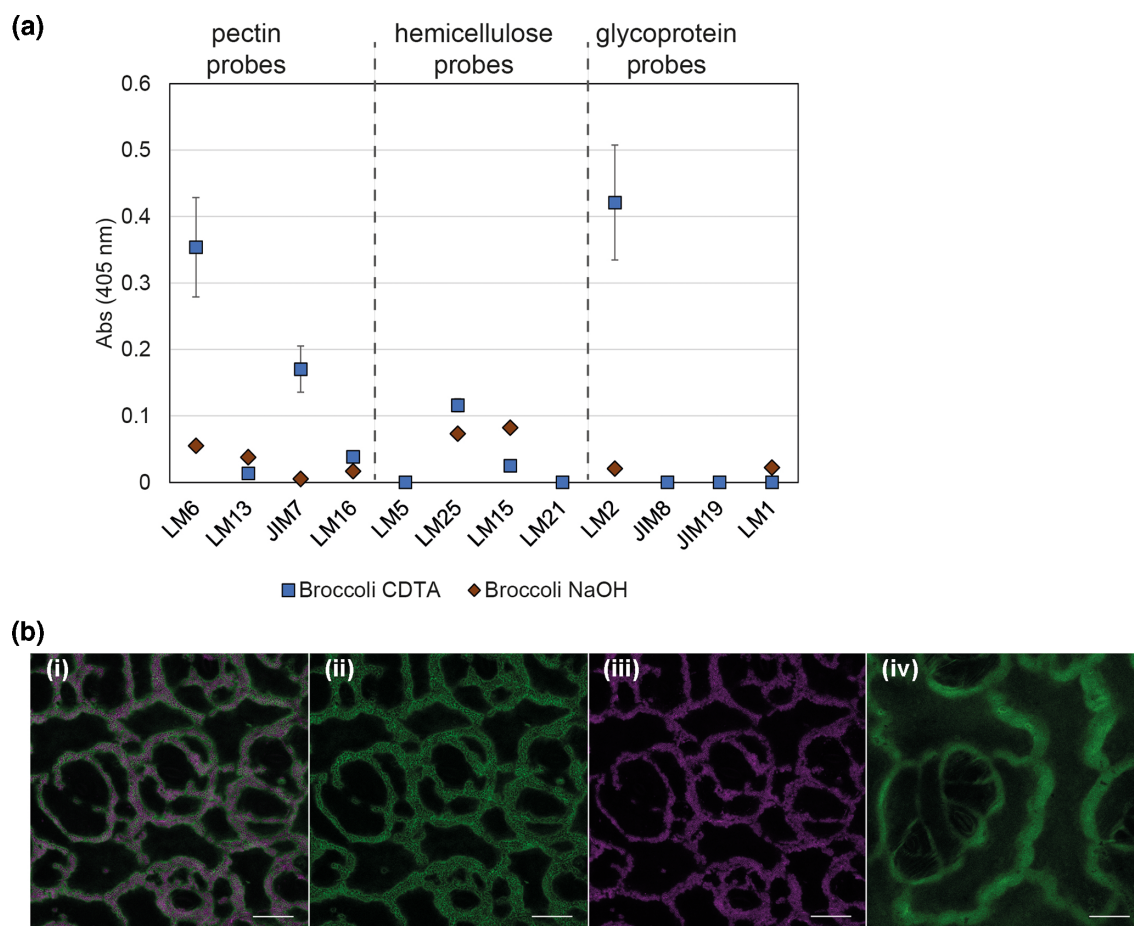 (a)
pectin
probes
hemicellulose
probes
glycoprotein
probes
0.6
0.5
0.4
0.3
0.2
0.1
0
Abs (405 nm)
LM6
LM13
JIM7
LM16
LM5
LM25
LM15
LM21
LM2
JIM8
JIM19
LM1
Broccoli CDTA
Broccoli NaOH
(b)
(i)
(ii)
(iii)
(iv)